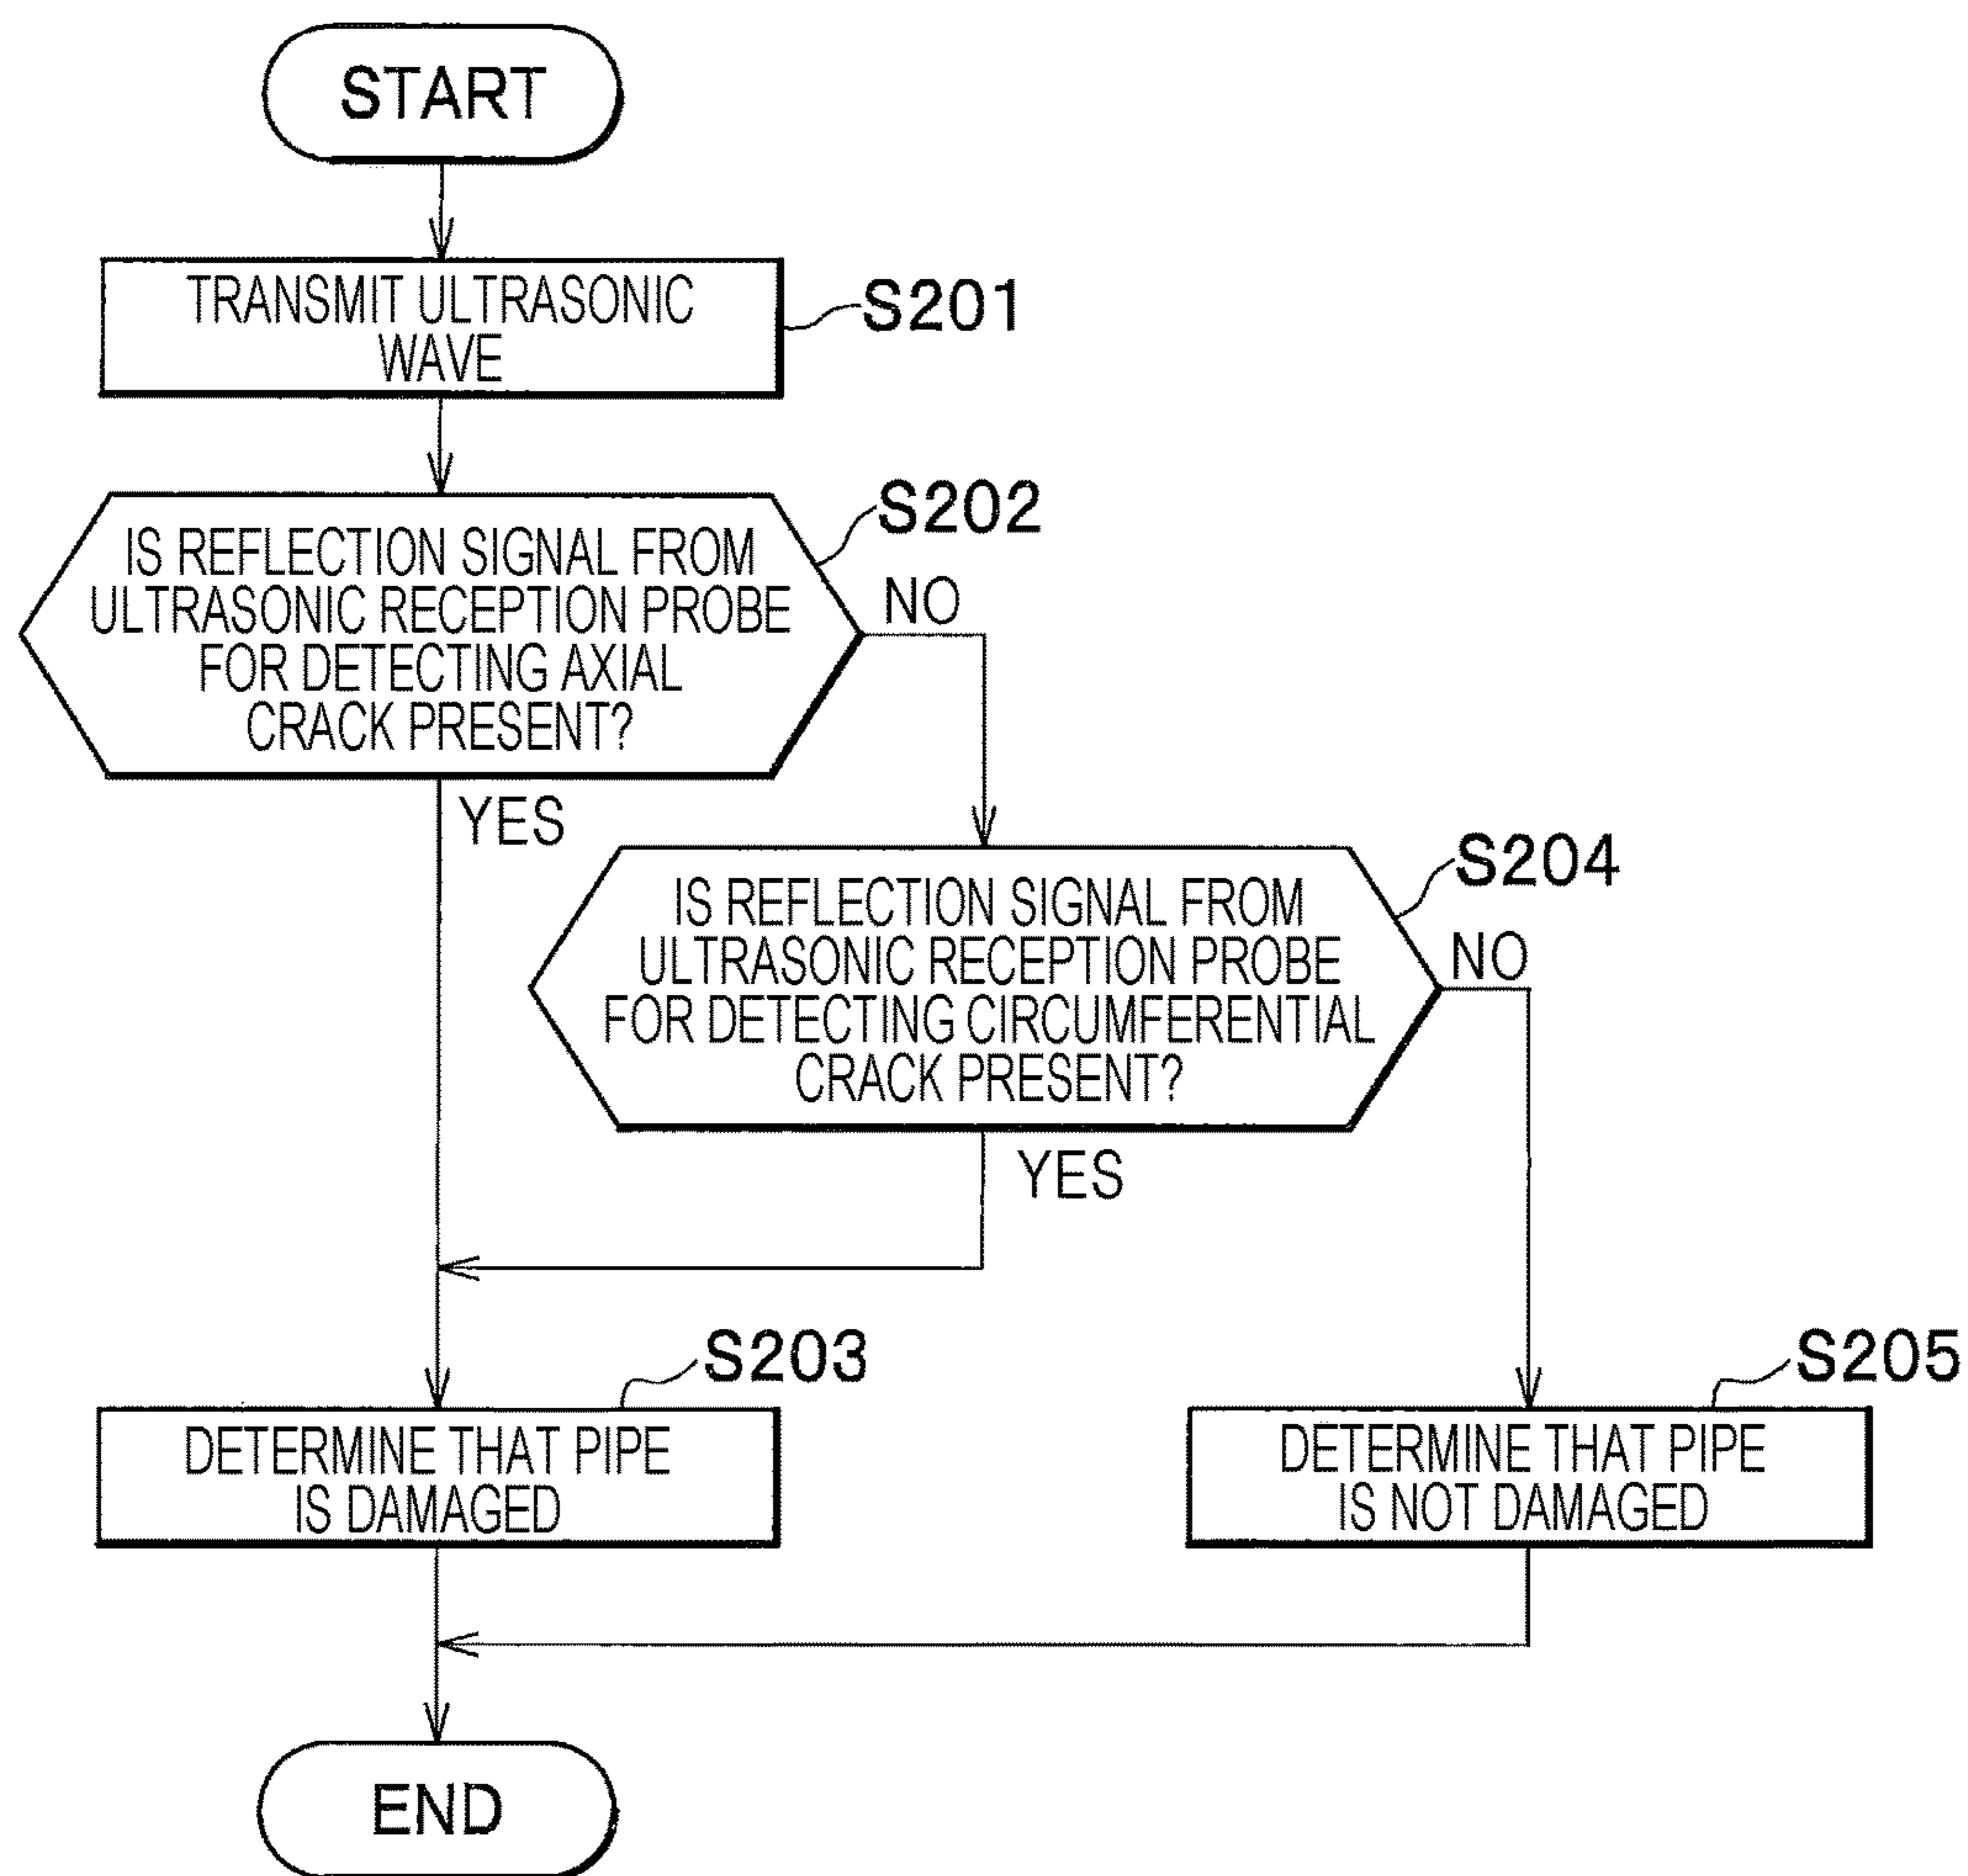 START
TRANSMIT ULTRASONIC
WAVE
S201
S202
IS REFLECTION SIGNAL FROM
ULTRASONIC RECEPTION PROBE
FOR DETECTING AXIAL
CRACK PRESENT?
NO
YES
S204
IS REFLECTION SIGNAL FROM
ULTRASONIC RECEPTION PROBE
FOR DETECTING CIRCUMFERENTIAL
CRACK PRESENT?
NO
YES
S203
DETERMINE THAT PIPE
IS DAMAGED
S205
DETERMINE THAT PIPE
IS NOT DAMAGED
END